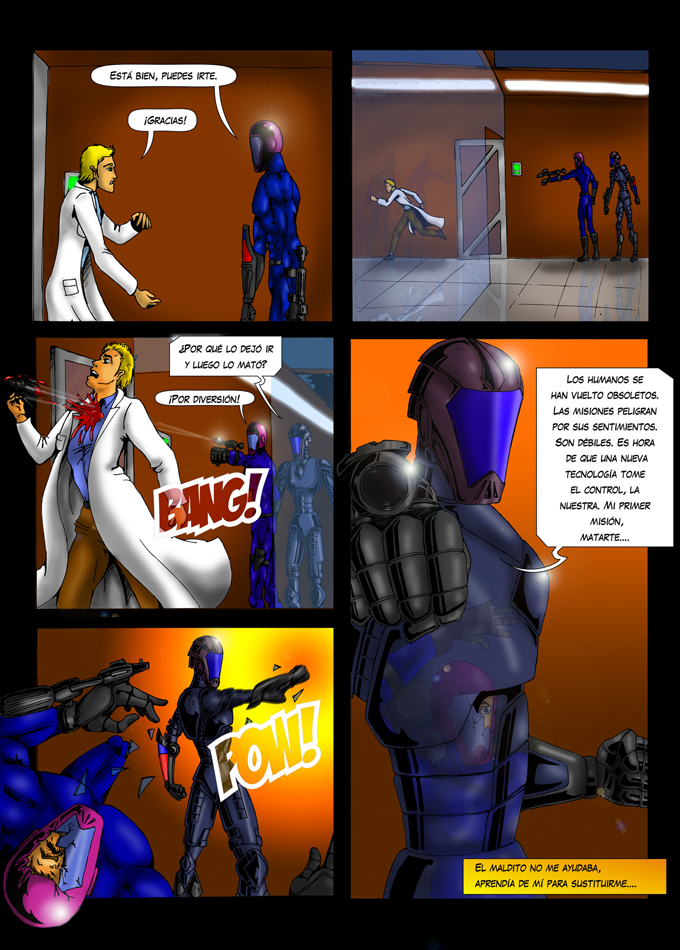 ESTÁ BIEN, PUEDES IRTE.
¡GRACIAS!
¿POR QUÉ LO DEJÓ IR
Y LUEGO LO MATÓ?
¡POR DIVERSIÓN!
BANG!
LOS HUMANOS SE
HAN VUELTO OBSOLETOS.
LAS MISIONES PELIGRAN
POR SUS SENTIMIENTOS.
SON DÉBILES. ES HORA
DE QUE UNA NUEVA
TECNOLOGÍA TOME
EL CONTROL, LA
NUESTRA. MI PRIMER
MISIÓN,
MATARTE....
POW!
EL MALDITO NO ME AYUDABA,
APRENDÍA DE MÍ PARA SUSTITUIRME....